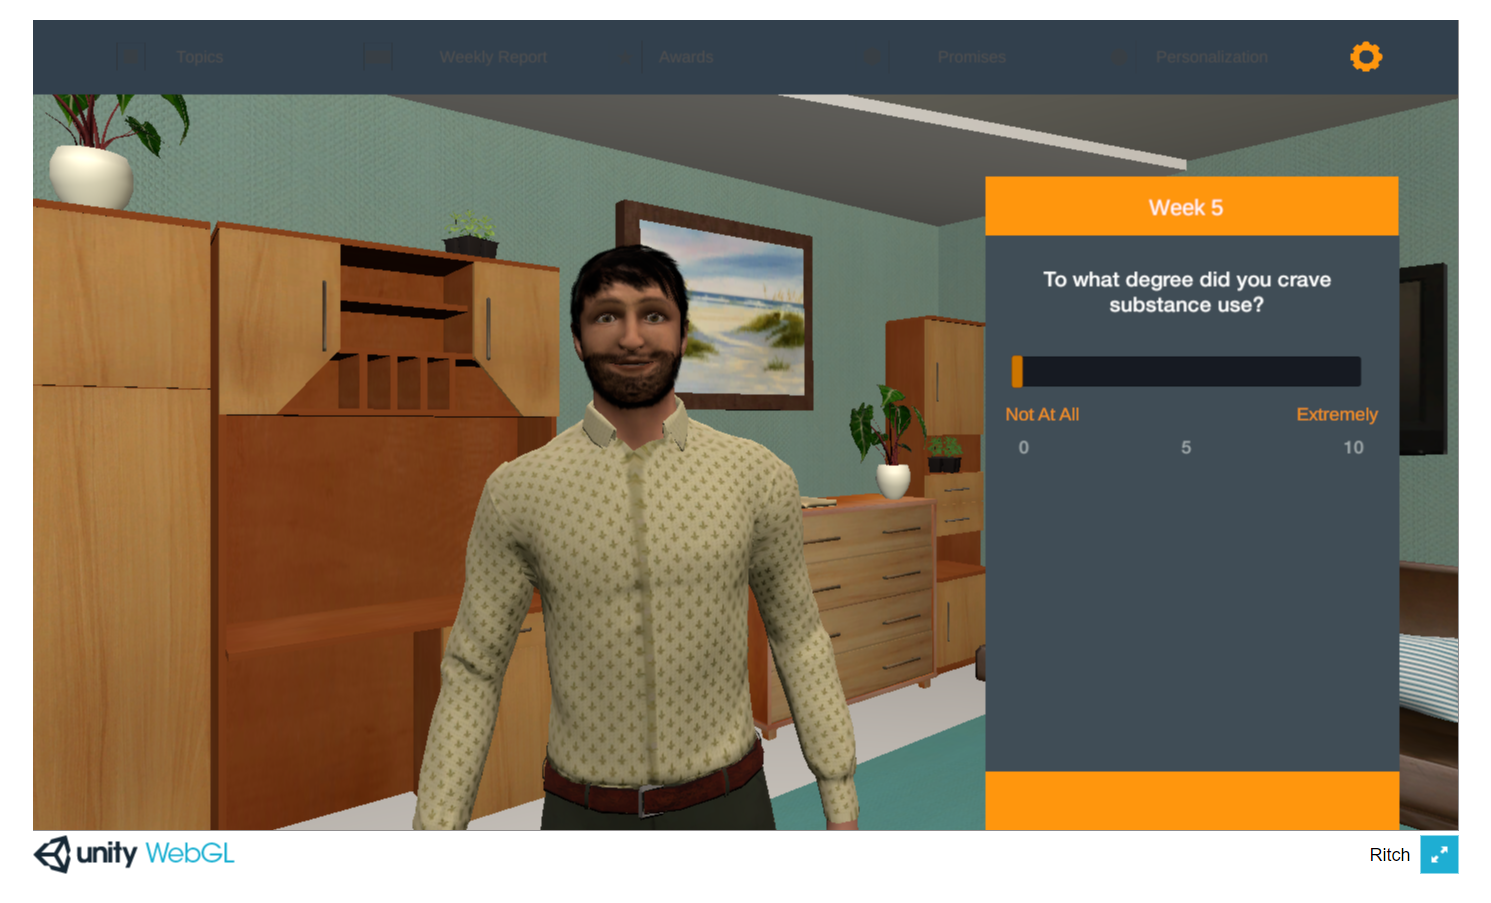 Topics
Weekly Report
Awards
Promises
Personalization
Week 5
To what degree did you crave
substance use?
Not At All
Extremely
0
5
10
unity WebGL
Ritch